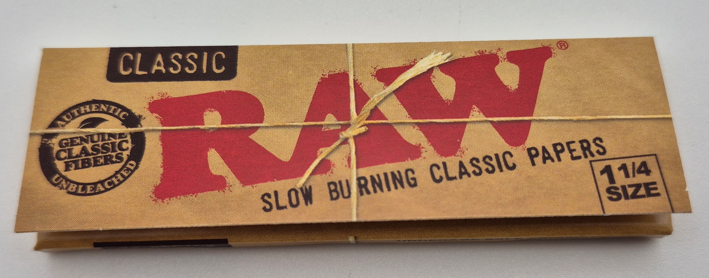 CLASSIC
RAW®
AUTHENTIC
GENUINE
CLASSIC
FIBERS
UNBLEACHED
SLOW BURNING CLASSIC PAPERS
1 1/4
SIZE